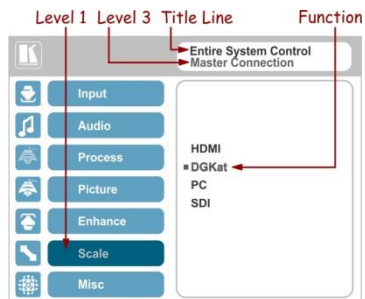 Level 1 Level 3 Title Line Function
Entire System Control
Master Connection
Input
Audio
Process
Picture
Enhance
Scale
Misc
HDMI
DGKat
PC
SDI